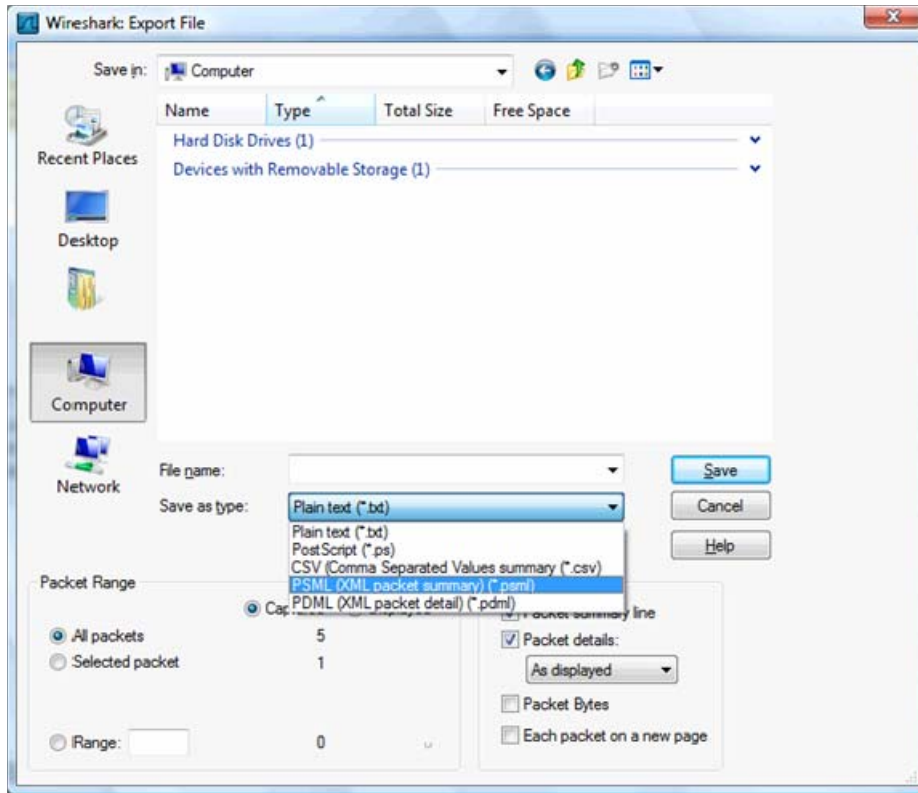 Wireshark: Export File
Save in: Computer
Name Type Total Size Free Space
Hard Disk Drives (1)
Devices with Removable Storage (1)
Recent Places
Desktop
Computer
Network
File name:
Save
Save as type: Plain text (*.txt)
Cancel
Plain text (*.txt)
PostScript (*.ps)
CSV (Comma Separated Values summary (*.csv)
PSML (XML packet summary) (*.psml)
PDML (XML packet detail) (*.pdml)
Help
Packet Range
All packets 5
Selected packet 1
Range: 0
Packet summary line
Packet details:
As displayed
Packet Bytes
Each packet on a new page